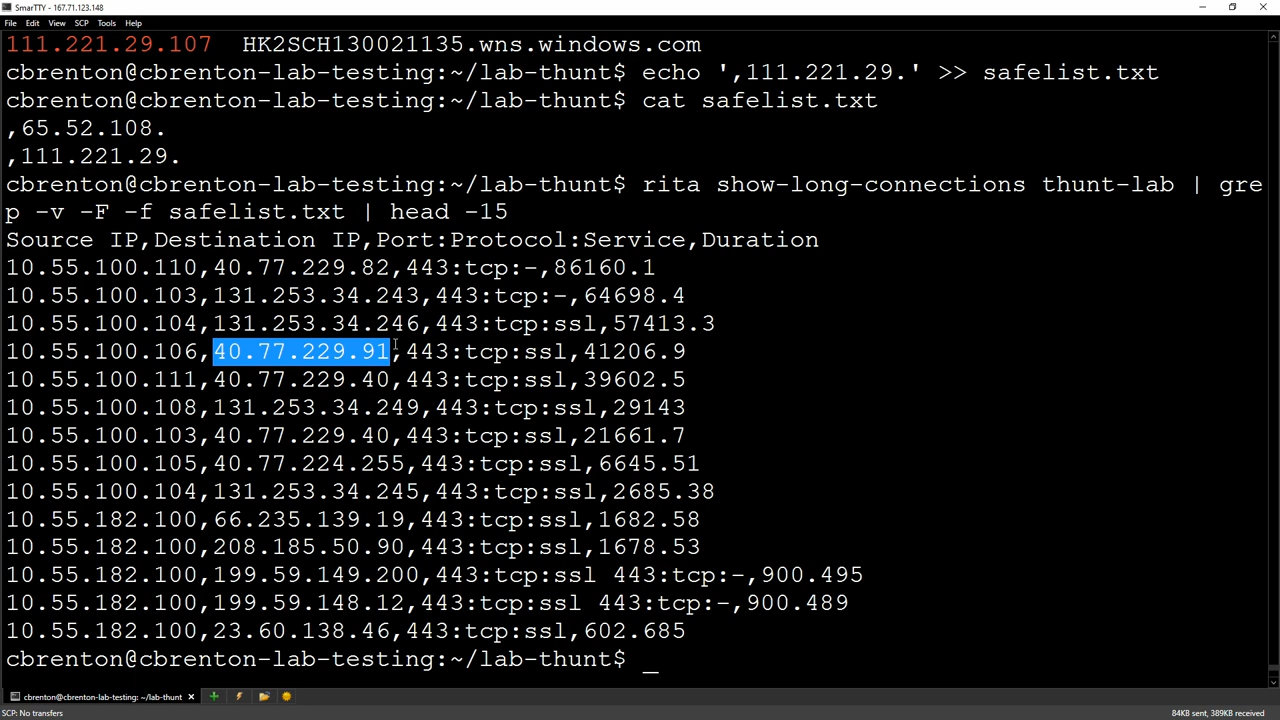 SmarTTY - 167.71.123.148
File Edit View SCP Tools Help
111.221.29.107  HK2SCH130021135.wns.windows.com
cbrenton@cbrenton-lab-testing:~/lab-thunt$ echo ',111.221.29.' >> safelist.txt
cbrenton@cbrenton-lab-testing:~/lab-thunt$ cat safelist.txt
,65.52.108.
,111.221.29.
cbrenton@cbrenton-lab-testing:~/lab-thunt$ rita show-long-connections thunt-lab | gre
p -v -F -f safelist.txt | head -15
Source IP,Destination IP,Port:Protocol:Service,Duration
10.55.100.110,40.77.229.82,443:tcp:-,86160.1
10.55.100.103,131.253.34.243,443:tcp:-,64698.4
10.55.100.104,131.253.34.246,443:tcp:ssl,57413.3
10.55.100.106,40.77.229.91,443:tcp:ssl,41206.9
10.55.100.111,40.77.229.40,443:tcp:ssl,39602.5
10.55.100.108,131.253.34.249,443:tcp:ssl,29143
10.55.100.103,40.77.229.40,443:tcp:ssl,21661.7
10.55.100.105,40.77.224.255,443:tcp:ssl,6645.51
10.55.100.104,131.253.34.245,443:tcp:ssl,2685.38
10.55.182.100,66.235.139.19,443:tcp:ssl,1682.58
10.55.182.100,208.185.50.90,443:tcp:ssl,1678.53
10.55.182.100,199.59.149.200,443:tcp:ssl 443:tcp:-,900.495
10.55.182.100,199.59.148.12,443:tcp:ssl 443:tcp:-,900.489
10.55.182.100,23.60.138.46,443:tcp:ssl,602.685
cbrenton@cbrenton-lab-testing:~/lab-thunt$ _
cbrenton@cbrenton-lab-testing: ~/lab-thunt
SCP: No transfers
84KB sent, 389KB received